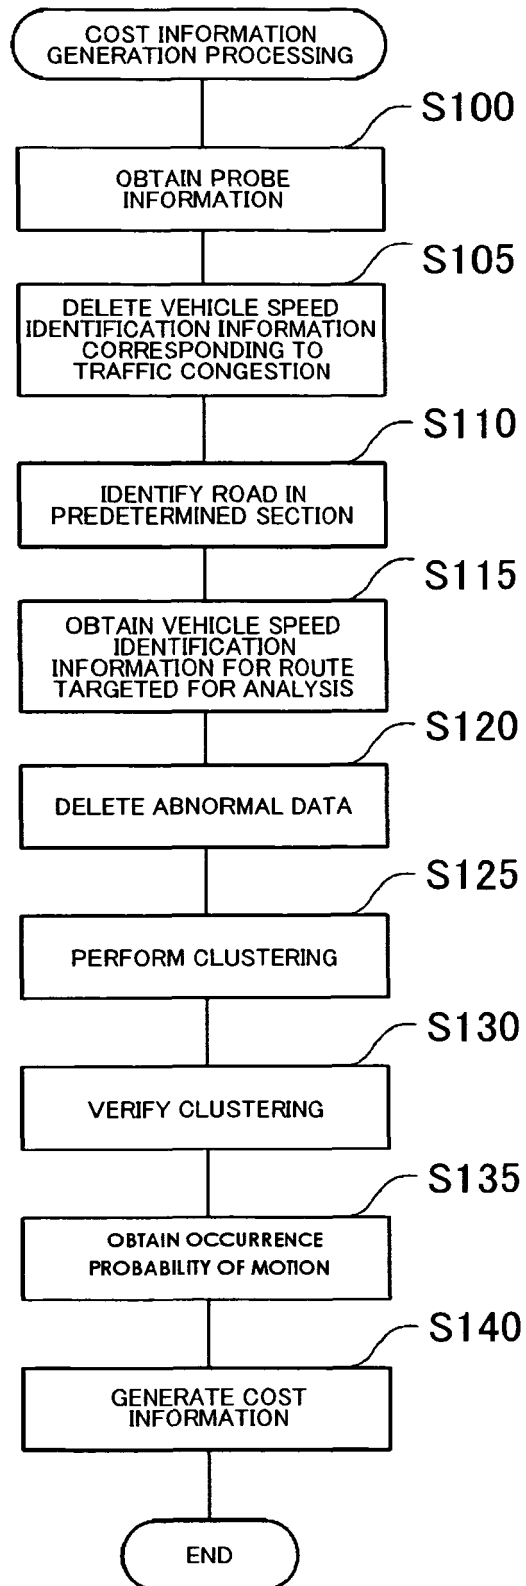 COST INFORMATION
GENERATION PROCESSING
S100
OBTAIN PROBE
INFORMATION
S105
DELETE VEHICLE SPEED
IDENTIFICATION INFORMATION
CORRESPONDING TO
TRAFFIC CONGESTION
S110
IDENTIFY ROAD IN
PREDETERMINED SECTION
S115
OBTAIN VEHICLE SPEED
IDENTIFICATION
INFORMATION FOR ROUTE
TARGETED FOR ANALYSIS
S120
DELETE ABNORMAL DATA
S125
PERFORM CLUSTERING
S130
VERIFY CLUSTERING
S135
OBTAIN OCCURRENCE
PROBABILITY OF MOTION
S140
GENERATE COST
INFORMATION
END